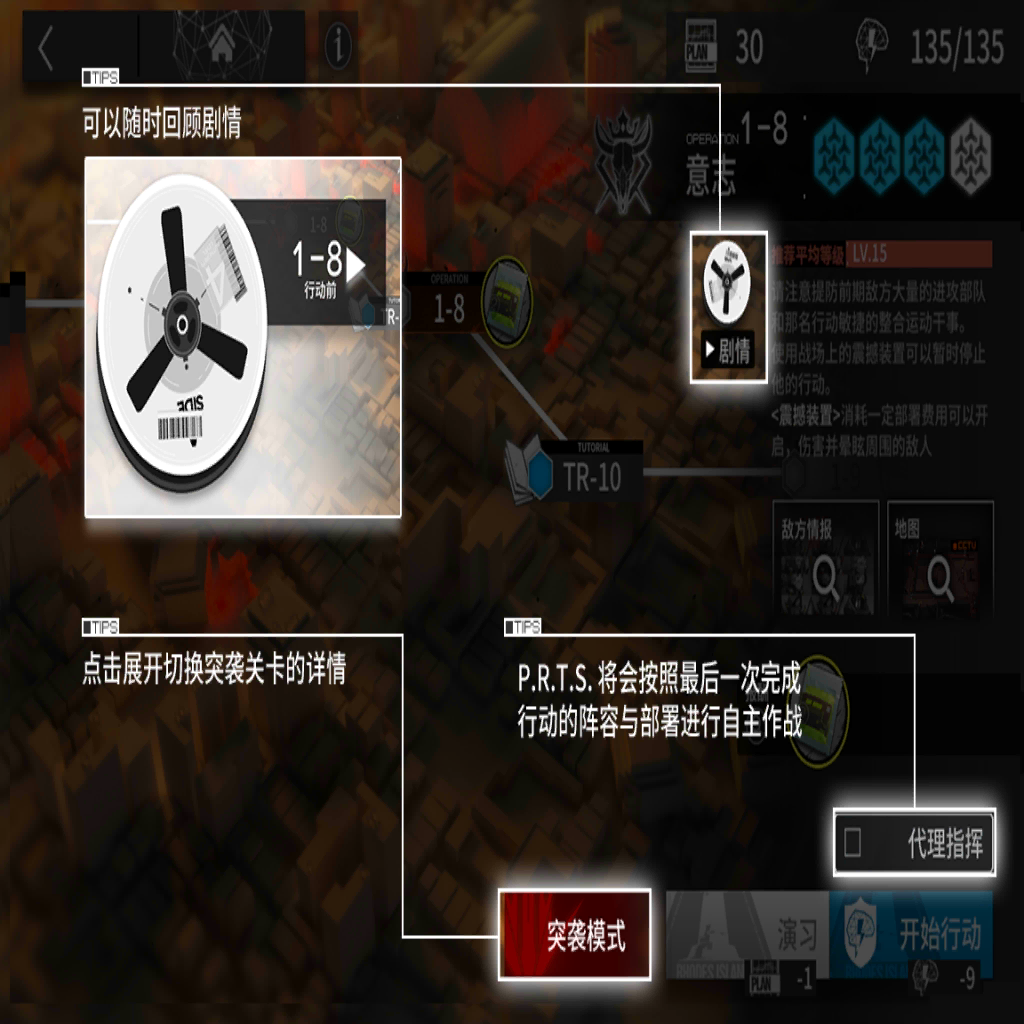 PLAN
30
135/135
TIPS
可以随时回顾剧情
OPERATION
1-8
意志
1-8
1-8
行动前
TR-
SIDE
OPERATION
1-8
剧情
推荐平均等级 LV.15
请注意提防前期敌方大量的进攻部队
和那名行动敏捷的整合运动干事。
使用战场上的震撼装置可以暂时停止
他的行动。
<震撼装置>消耗一定部署费用可以开
启，伤害并晕眩周围的敌人
TUTORIAL
TR-10
敌方情报
地图
CCTV
TIPS
点击展开切换突袭关卡的详情
TIPS
P.R.T.S. 将会按照最后一次完成
行动的阵容与部署进行自主作战
代理指挥
突袭模式
演习
开始行动
PLAN
-1
-9